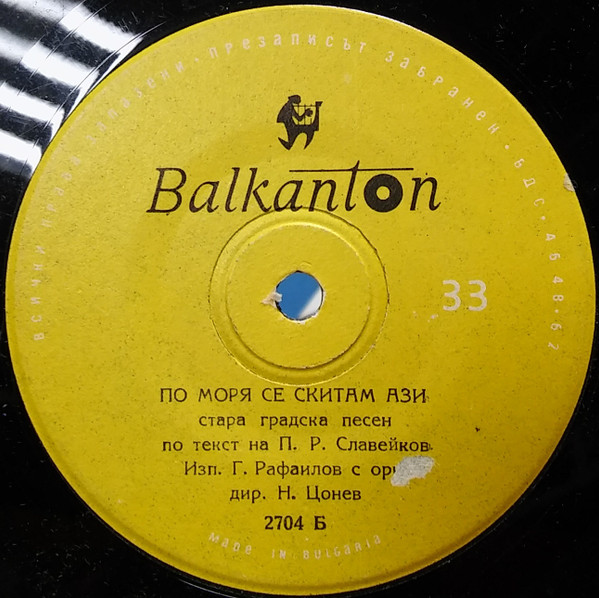 ВСИЧКИ ПРАВА ЗАПАЗЕНИ · ПРЕЗАПИСЪТ ЗАБРАНЕН · БДС · 4648-62
Balkanton
33
ПО МОРЯ СЕ СКИТАМ АЗИ
стара градска песен
по текст на П. Р. Славейков
Изп. Г. Рафаилов с
дир. Н. Цонев
2704 Б
MADE IN BULGARIA